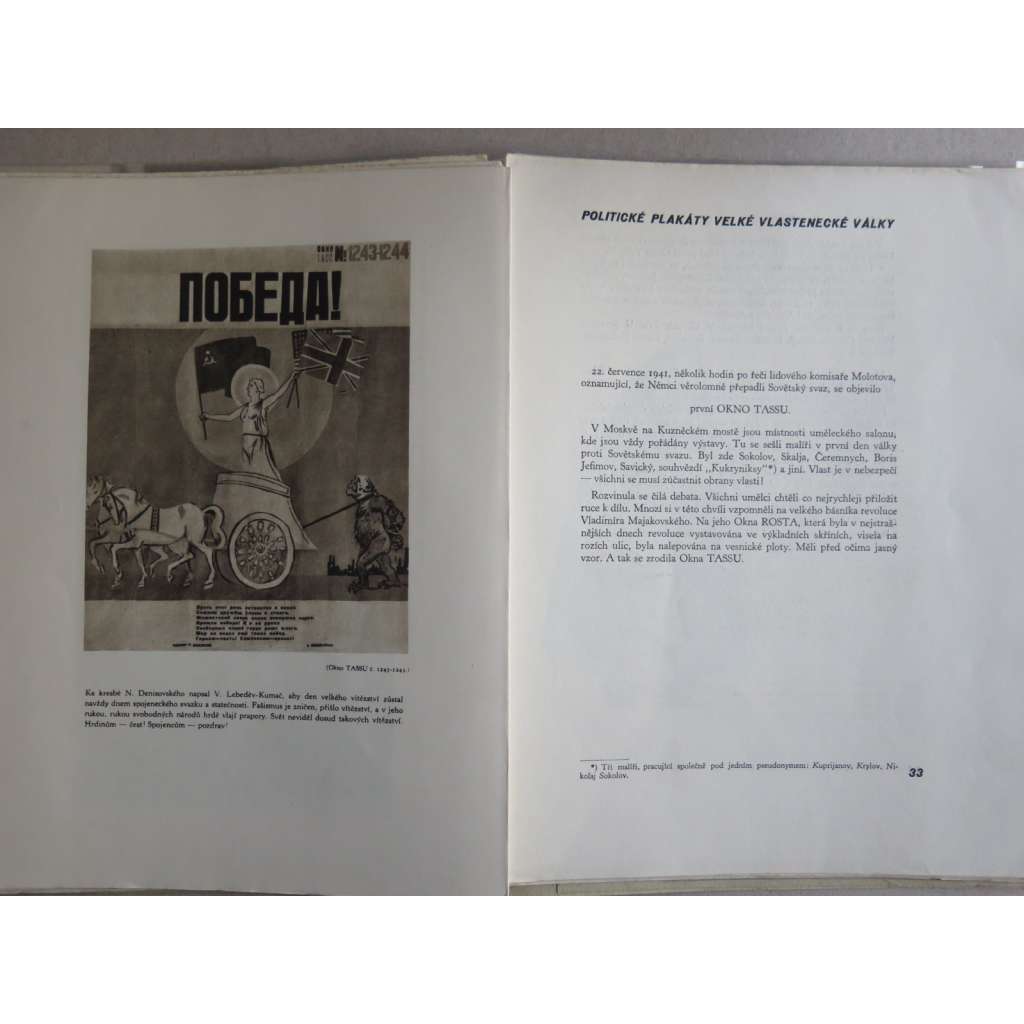 ОКНО ТАСС № 1243-1244
ПОБЕДА!
(Okno TASSU č. 1243-1245.)
Ke kresbě N. Denisovského napsal V. Lebeděv-Kumač, aby den velkého vítězství zůstal
navždy dnem spojeneckého svazku a statečnosti. Fašismus je zničen, přišlo vítězství, a v jeho
rukou, rukou svobodných národů hrdě vlají prapory. Svět neviděl dosud takových vítězství.
Hrdinům — čest! Spojencům — pozdrav!
POLITICKÉ PLAKÁTY VELKÉ VLASTENECKÉ VÁLKY
22. července 1941, několik hodin po řeči lidového komisaře Molotova,
oznamující, že Němci věrolomně přepadli Sovětský svaz, se objevilo
první OKNO TASSU.
V Moskvě na Kuzněckém mostě jsou místnosti uměleckého salonu,
kde jsou vždy pořádány výstavy. Tu se sešli malíři v první den války
proti Sovětskému svazu. Byl zde Sokolov, Skalja, Čeremnych, Boris
Jefimov, Savický, souhvězdí „Kukryniksy"*) a jiní. Vlast je v nebezpečí
— všichni se musí zúčastnit obrany vlasti!
Rozvinula se čilá debata. Všichni umělci chtěli co nejrychleji přiložit
ruce k dílu. Mnozí si v této chvíli vzpomněli na velkého básníka revoluce
Vladimíra Majakovského. Na jeho Okna ROSTA, která byla v nejstraš-
nějších dnech revoluce vystavována ve výkladních skříních, visela na
rozích ulic, byla nalepována na vesnické ploty. Měli před očima jasný
vzor. A tak se zrodila Okna TASSU.
*) Tři malíři, pracující společně pod jedním pseudonymem: Kuprijanov, Krylov, Ni-
kolaj Sokolov.
33